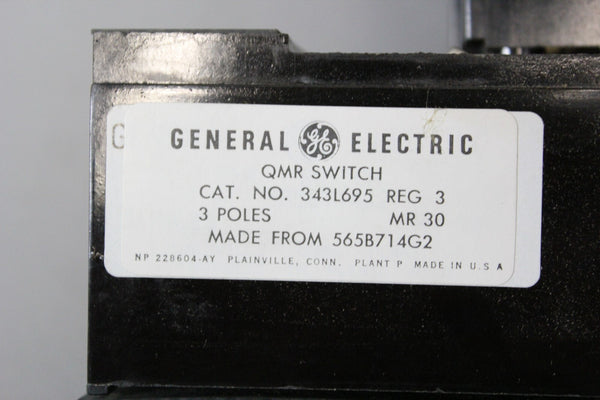 GENERAL GE ELECTRIC
QMR SWITCH
CAT. NO. 343L695 REG 3
3 POLES MR 30
MADE FROM 565B714G2
NP 228604-AY PLAINVILLE, CONN. PLANT P MADE IN U.S A